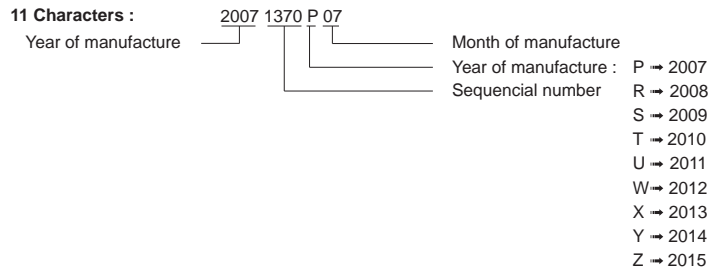 11 Characters : 2007 1370 P 07
Year of manufacture Month of manufacture
Year of manufacture : P ➟ 2007
Sequencial number R ➟ 2008
S ➟ 2009
T ➟ 2010
U ➟ 2011
W ➟ 2012
X ➟ 2013
Y ➟ 2014
Z ➟ 2015